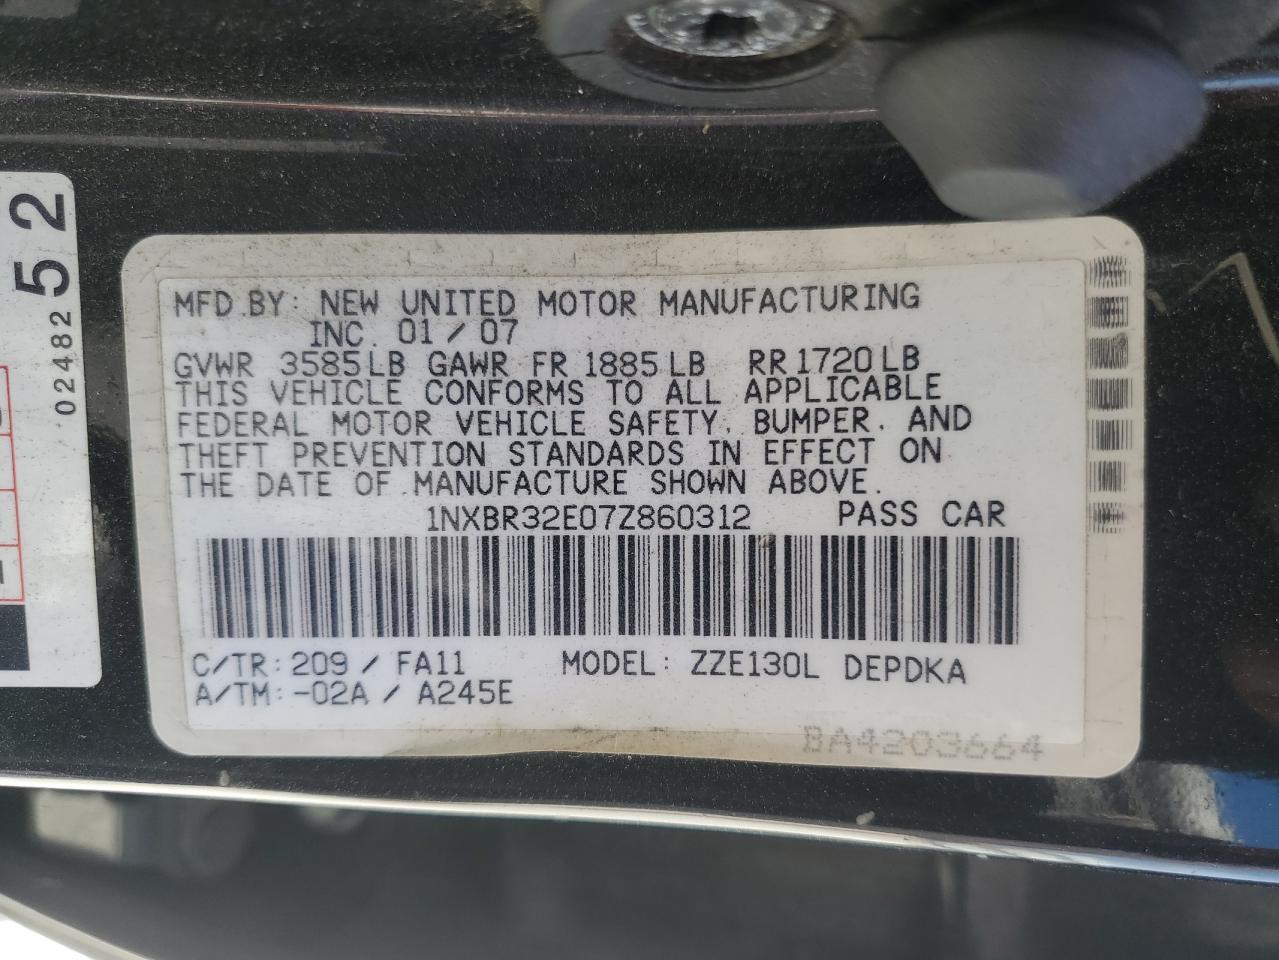 MFD.BY: NEW UNITED MOTOR MANUFACTURING
INC. 01/07
GVWR 3585LB GAWR FR 1885LB RR1720LB
THIS VEHICLE CONFORMS TO ALL APPLICABLE
FEDERAL MOTOR VEHICLE SAFETY, BUMPER, AND
THEFT PREVENTION STANDARDS IN EFFECT ON
THE DATE OF MANUFACTURE SHOWN ABOVE.
1NXBR32E07Z860312 PASS CAR
C/TR: 209 / FA11 MODEL: ZZE130L DEPDKA
A/TM: -02A / A245E
BA4203664
52
02482